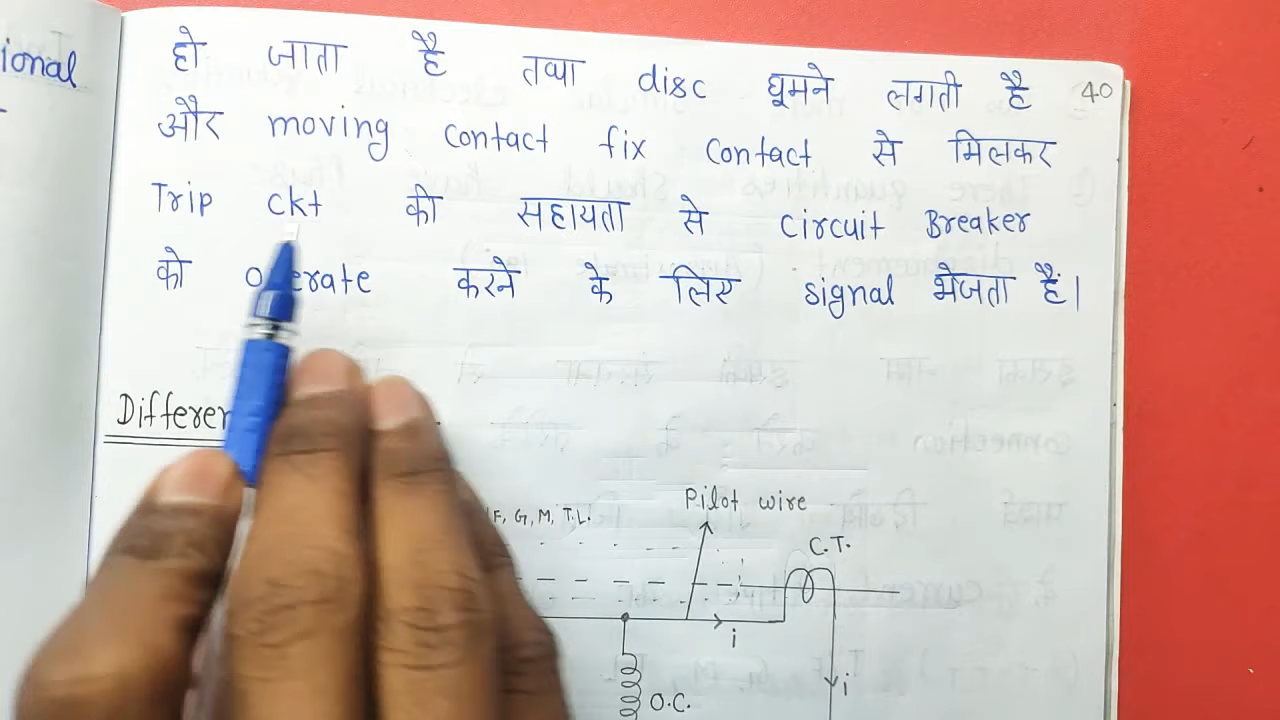 ional
हो जाता है तथा disc घूमने लगती है 40
और moving contact fix contact से मिलकर
Trip ckt की सहायता से circuit Breaker
को operate करने के लिए signal भेजता हैं।
Differen
F, G, M, T.L.
Pilot wire
C.T.
i
i
O.C.